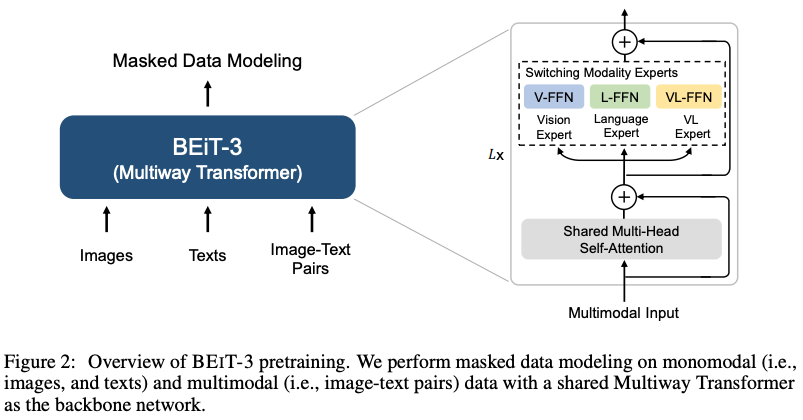 Masked Data Modeling
BEiT-3
(Multiway Transformer)
Images
Texts
Image-Text
Pairs
Switching Modality Experts
V-FFN
L-FFN
VL-FFN
Vision
Expert
Language
Expert
VL
Expert
Lx
Shared Multi-Head
Self-Attention
Multimodal Input
Figure 2: Overview of BEIT-3 pretraining. We perform masked data modeling on monomodal (i.e.,
images, and texts) and multimodal (i.e., image-text pairs) data with a shared Multiway Transformer
as the backbone network.